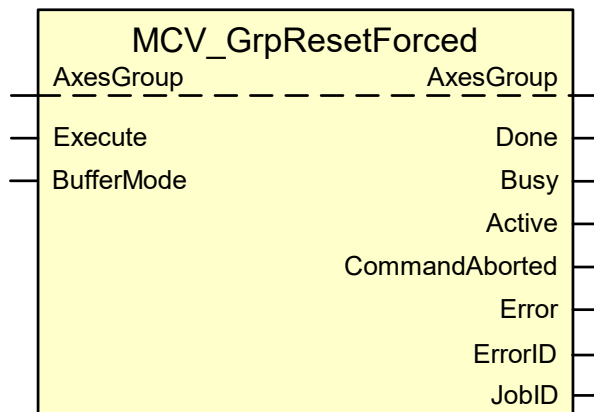 MCV_GrpResetForced
AxesGroup AxesGroup
Execute Done
BufferMode Busy
Active
CommandAborted
Error
ErrorID
JobID